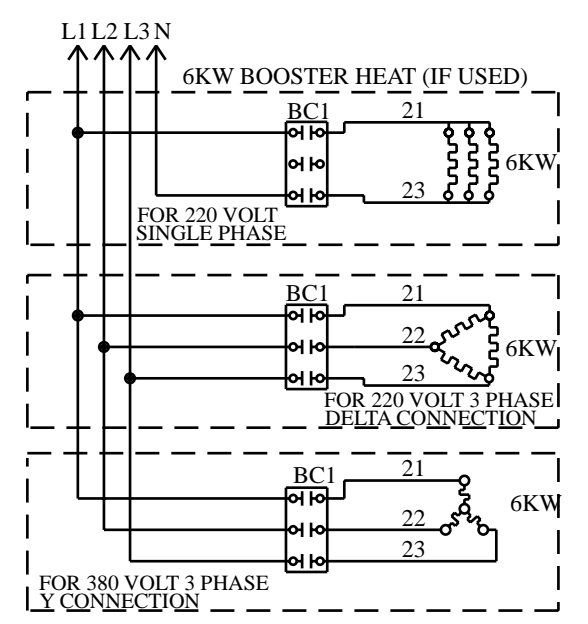 L1 L2 L3 N
6KW BOOSTER HEAT (IF USED)
BC1
21
6KW
23
FOR 220 VOLT
SINGLE PHASE
BC1
21
22
6KW
23
FOR 220 VOLT 3 PHASE
DELTA CONNECTION
BC1
21
6KW
22
23
FOR 380 VOLT 3 PHASE
Y CONNECTION